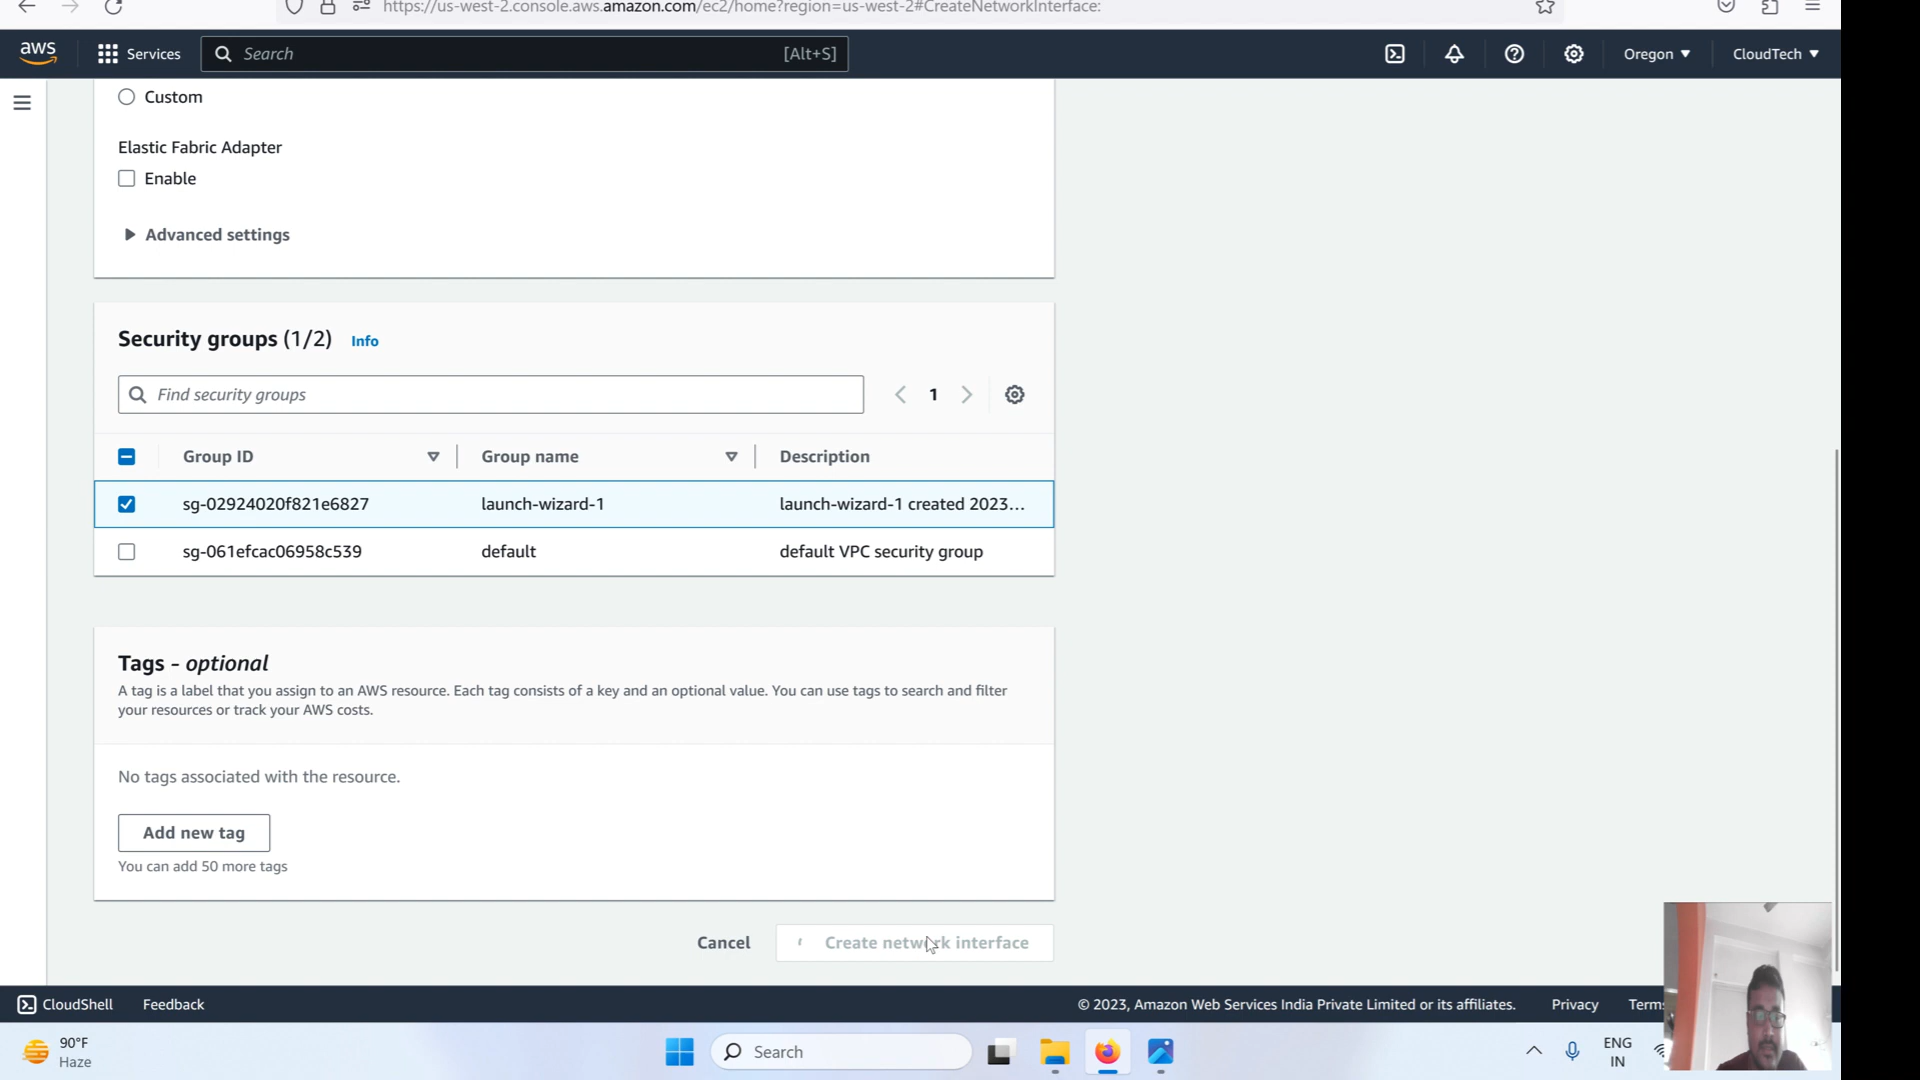 https://us-west-2.console.aws.amazon.com/ec2/home?region=us-west-2#CreateNetworkInterface:
aws
Services
Search
[Alt+S]
Oregon
CloudTech
Custom
Elastic Fabric Adapter
Enable
Advanced settings
Security groups (1/2) Info
Find security groups
1
Group ID Group name Description
sg-02924020f821e6827 launch-wizard-1 launch-wizard-1 created 2023...
sg-061efcac06958c539 default default VPC security group
Tags - optional
A tag is a label that you assign to an AWS resource. Each tag consists of a key and an optional value. You can use tags to search and filter
your resources or track your AWS costs.
No tags associated with the resource.
Add new tag
You can add 50 more tags
Cancel Create network interface
CloudShell Feedback © 2023, Amazon Web Services India Private Limited or its affiliates. Privacy Terms
90°F
Haze
Search
ENG
IN